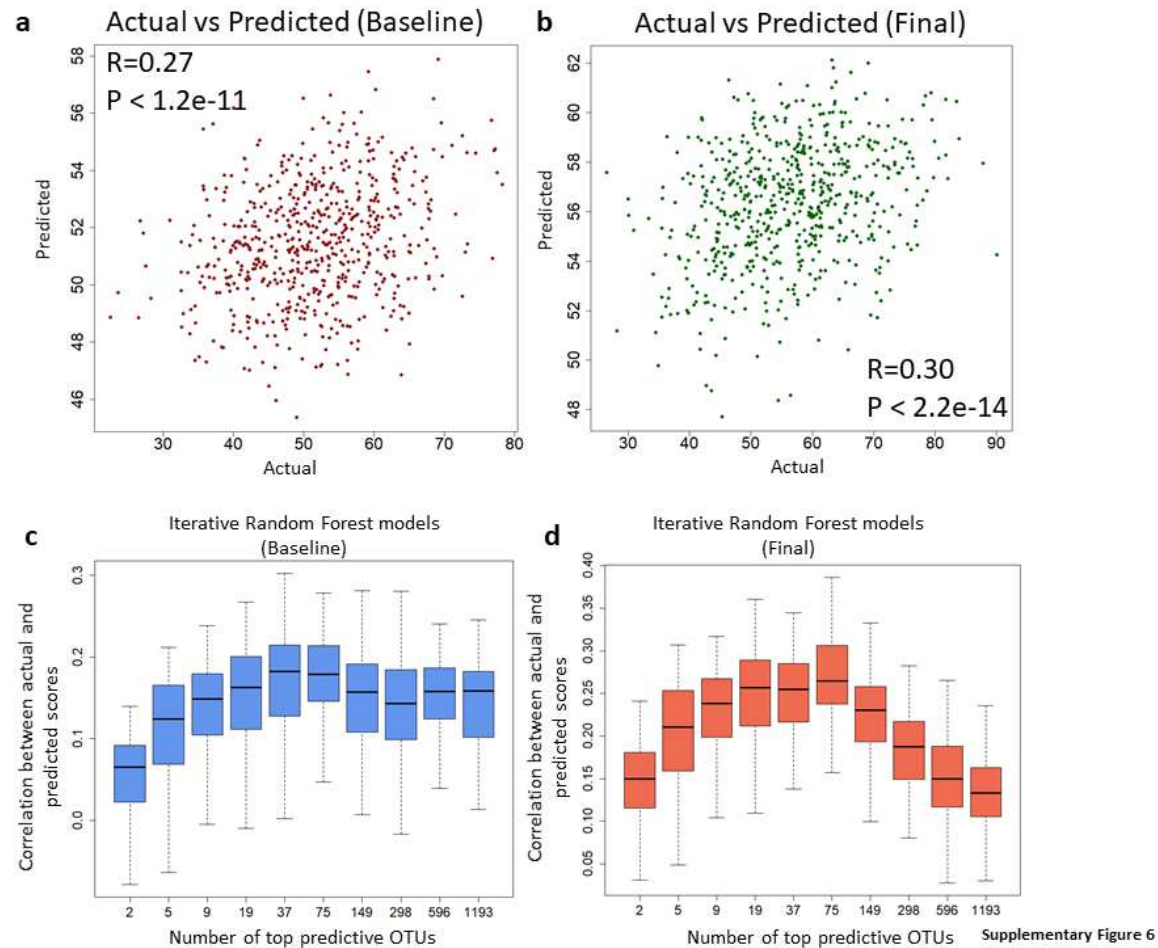 a
Actual vs Predicted (Baseline)
R=0.27
P < 1.2e-11
58
56
54
52
50
48
46
Predicted
30 40 50 60 70 80
Actual
b
Actual vs Predicted (Final)
62
60
58
56
54
52
50
48
Predicted
R=0.30
P < 2.2e-14
30 40 50 60 70 80 90
Actual
c
Iterative Random Forest models
(Baseline)
0.3
0.2
0.1
0.0
Correlation between actual and
predicted scores
2 5 9 19 37 75 149 298 596 1193
Number of top predictive OTUs
d
Iterative Random Forest models
(Final)
0.40
0.35
0.30
0.25
0.20
0.15
0.10
0.05
Correlation between actual and
predicted scores
2 5 9 19 37 75 149 298 596 1193
Number of top predictive OTUs
Supplementary Figure 6